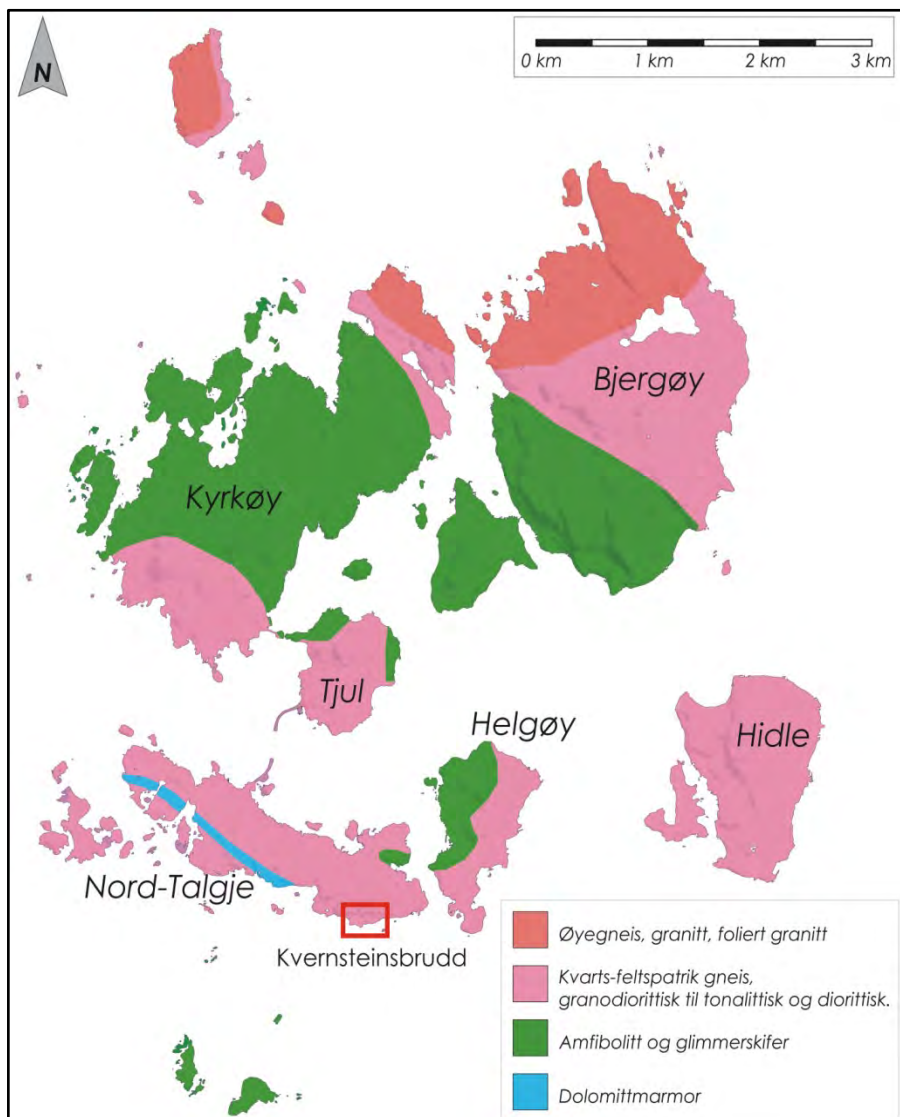 N
0 km 1 km 2 km 3 km
Bjergøy
Kyrkøy
Tjul
Helgøy
Hidle
Nord-Talgje
Kvernsteinsbrudd
Øyegneis, granitt, foliert granitt
Kvarts-feltspatrik gneis,
granodiorittisk til tonalittisk og diorittisk.
Amfibolitt og glimmerskifer
Dolomittmarmor